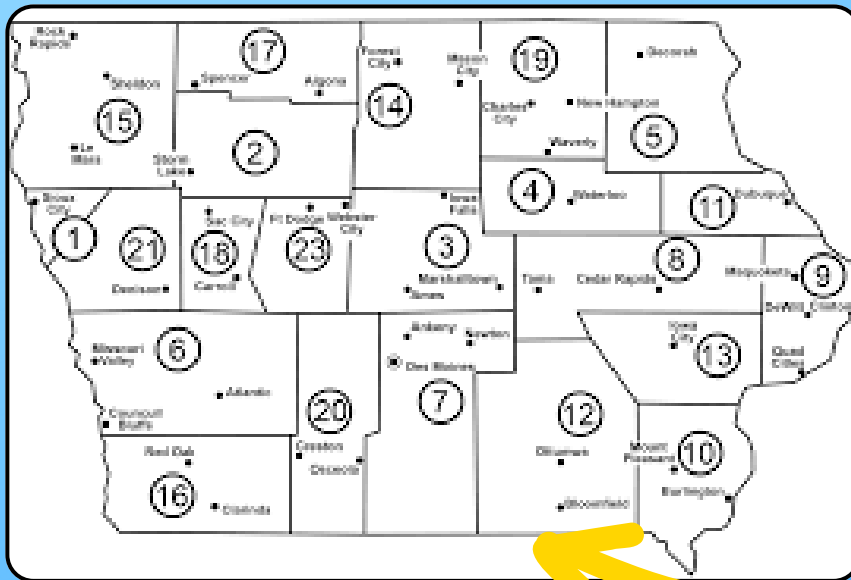 17
19
Rock
Rapids
Forest
City
Mason
City
Decorah
Sheldon
Spencer
Algona
14
Charles
City
New Hampton
15
5
Le
Mars
2
Waverly
Storm
Lake
4
Waterloo
11
Dubuque
Sioux
City
Iowa
Falls
1
21
Sac City
18
Ft Dodge
Webster
City
23
3
8
Maquoketa
9
Denison
Carroll
Marshalltown
Ames
Toma
Cedar Rapids
DeWitt
Clinton
6
Missouri
Valley
Ankeny
Newton
Iowa
City
13
Des Moines
Quad
Cities
Atlantic
20
7
12
Council
Bluffs
Creston
Osceola
Red Oak
Ottumwa
Mount
Pleasant
10
16
Clarinda
Bloomfield
Burlington